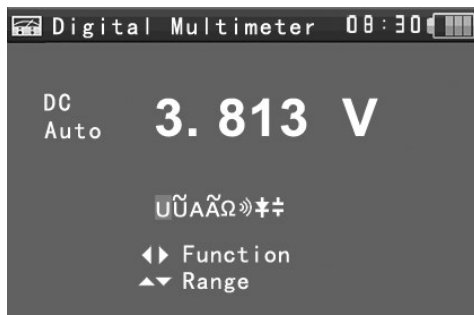 Digital Multimeter 08:30
DC
Auto
3.813 V
UŨAÃΩ
Function
Range